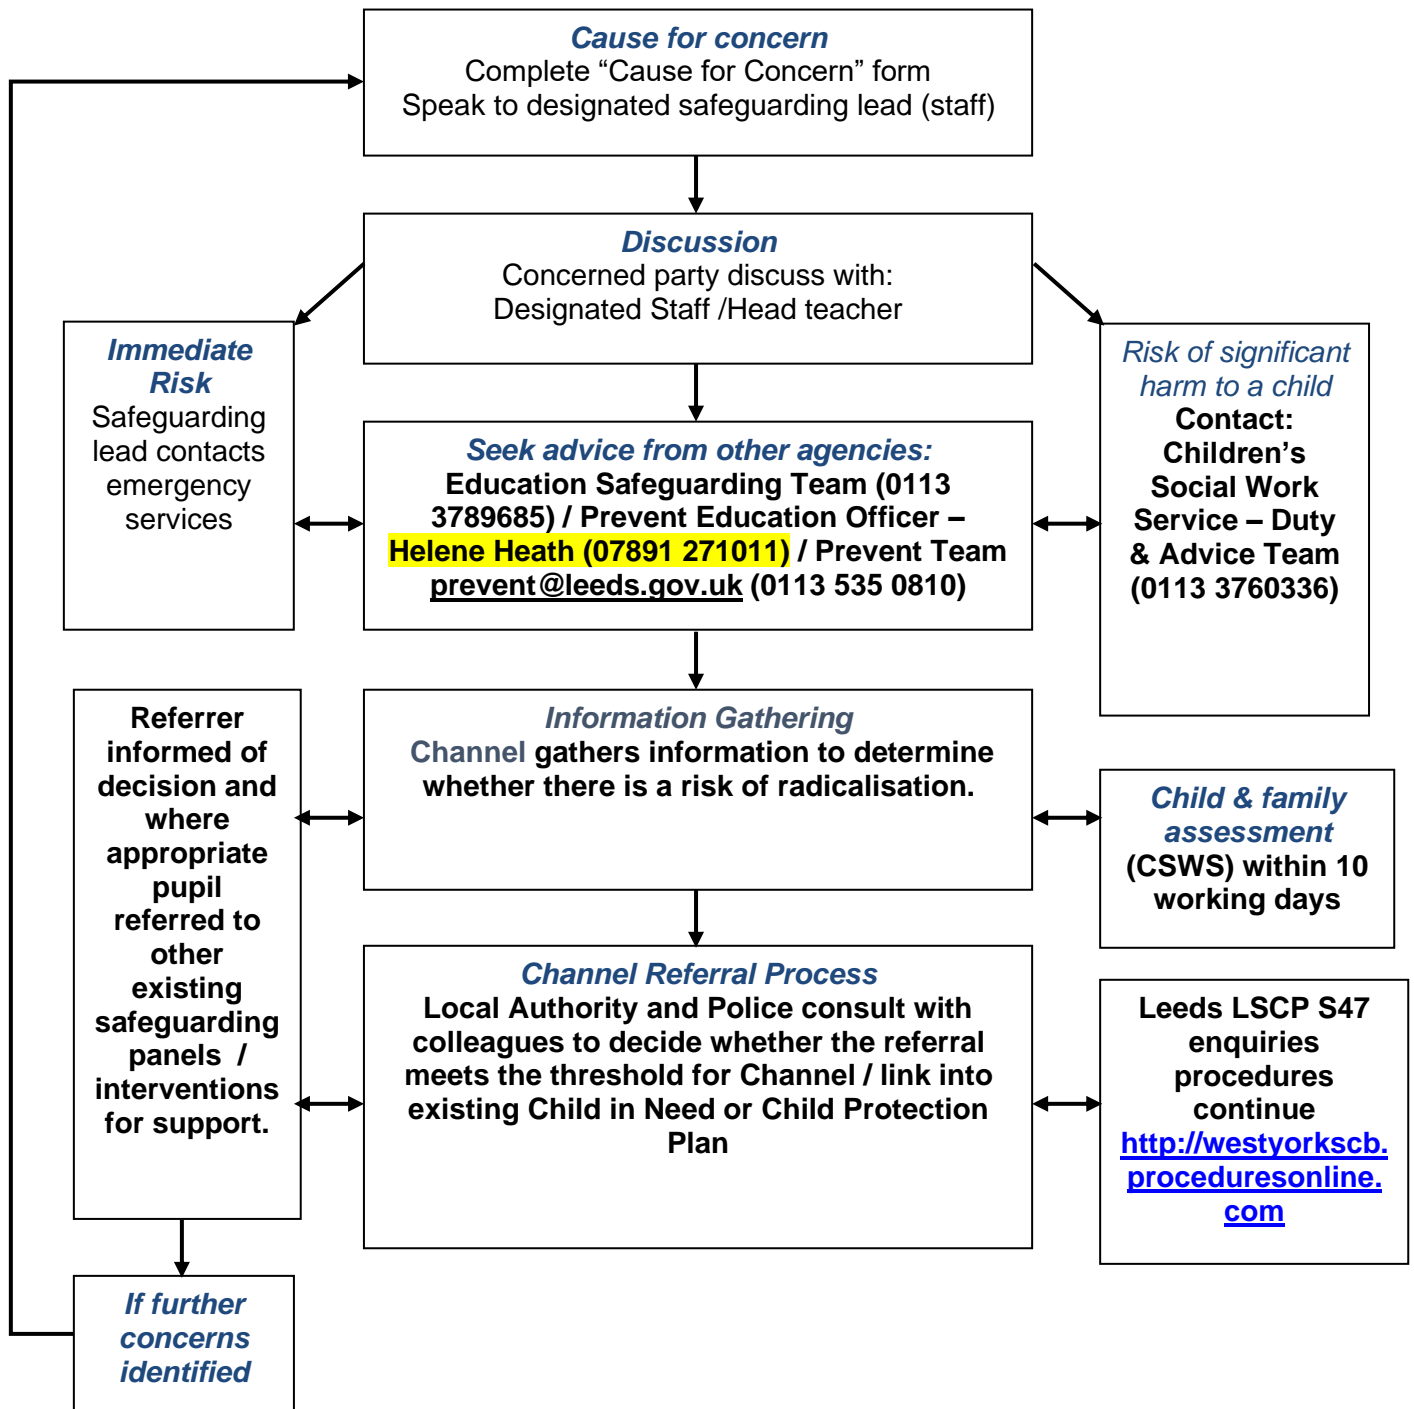 Cause for concern
Complete “Cause for Concern” form
Speak to designated safeguarding lead (staff)
Discussion
Concerned party discuss with:
Designated Staff /Head teacher
Immediate
Risk
Safeguarding
lead contacts
emergency
services
Seek advice from other agencies:
Education Safeguarding Team (0113
3789685) / Prevent Education Officer –
Helene Heath (07891 271011) / Prevent Team
prevent@leeds.gov.uk (0113 535 0810)
Risk of significant
harm to a child
Contact:
Children’s
Social Work
Service – Duty
& Advice Team
(0113 3760336)
Referrer
informed of
decision and
where
appropriate
pupil
referred to
other
existing
safeguarding
panels /
interventions
for support.
Information Gathering
Channel gathers information to determine
whether there is a risk of radicalisation.
Child & family
assessment
(CSWS) within 10
working days
Channel Referral Process
Local Authority and Police consult with
colleagues to decide whether the referral
meets the threshold for Channel / link into
existing Child in Need or Child Protection
Plan
Leeds LSCP S47
enquiries
procedures
continue
http://westyorkscb.
proceduresonline.
com
If further
concerns
identified